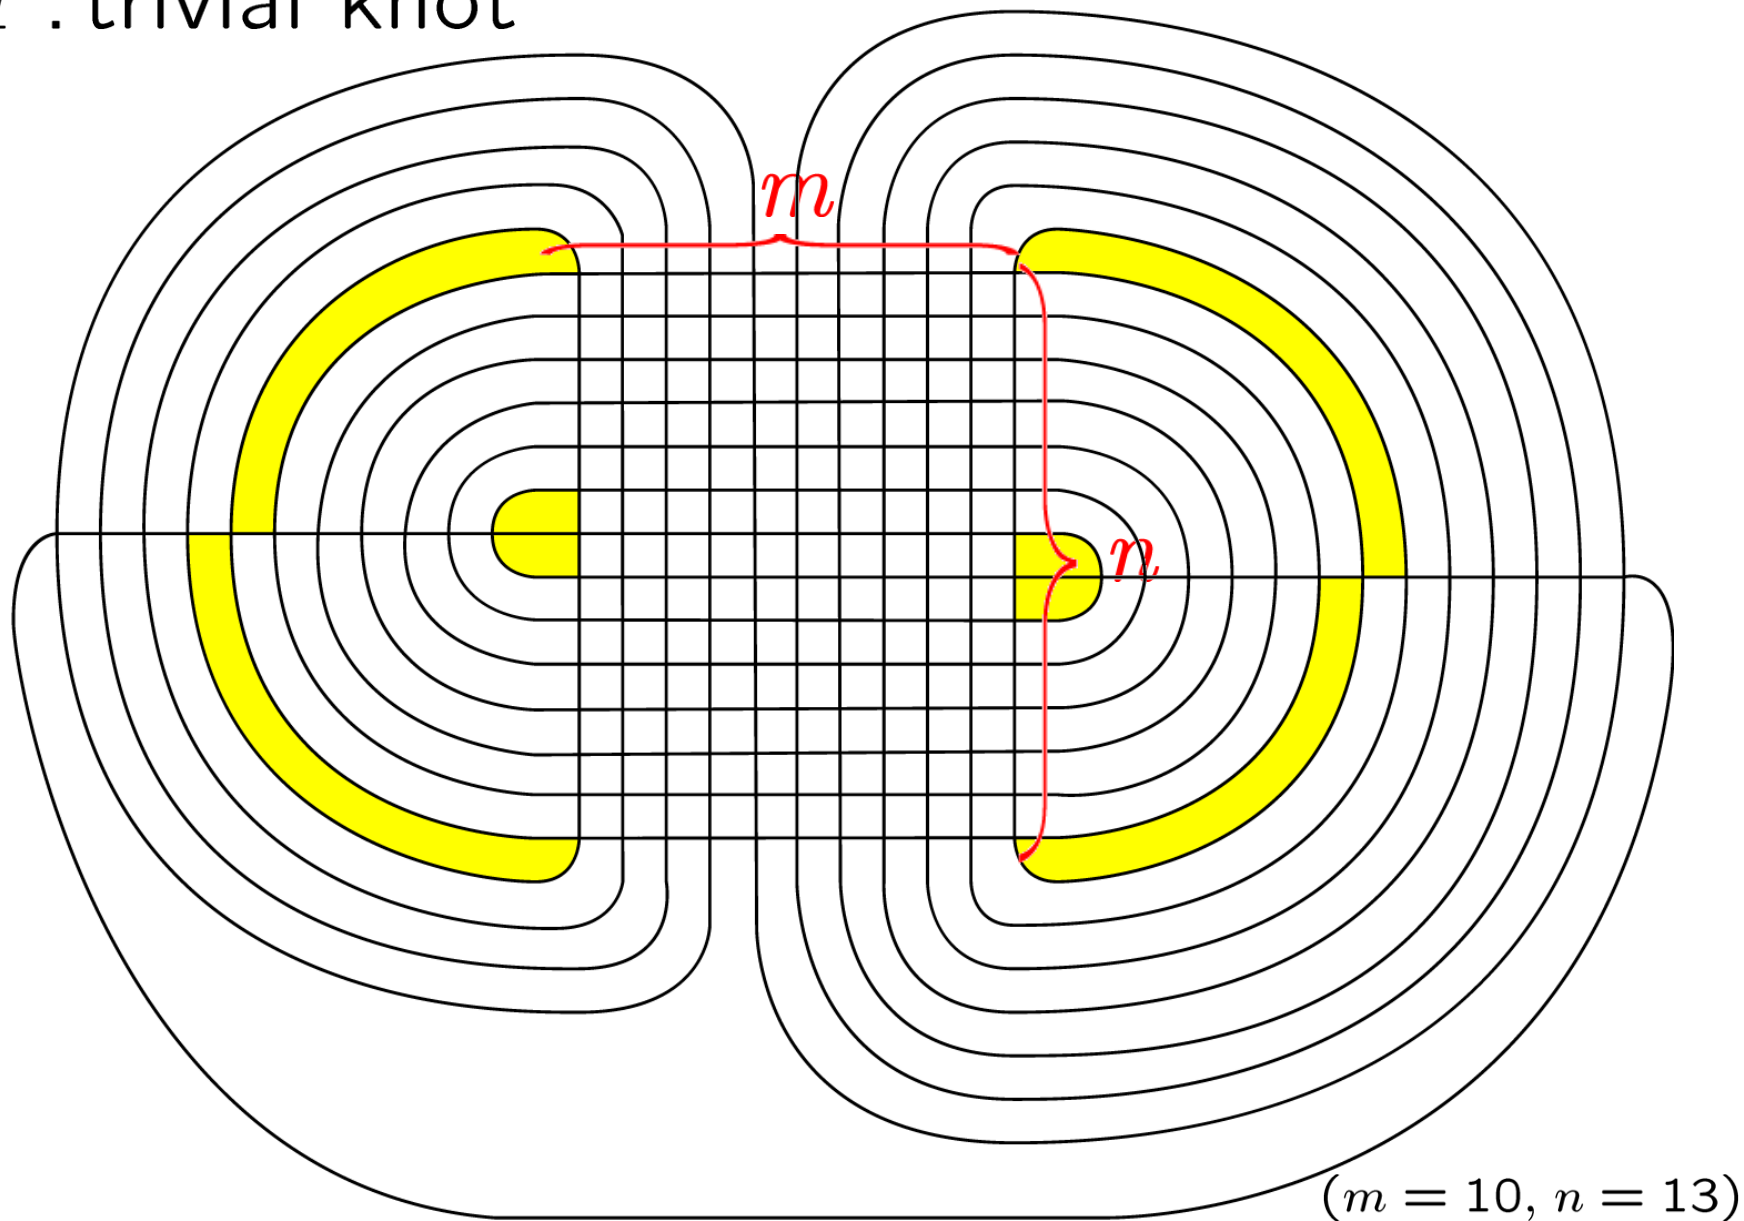 : trivial knot
m
n
(m = 10, n = 13)